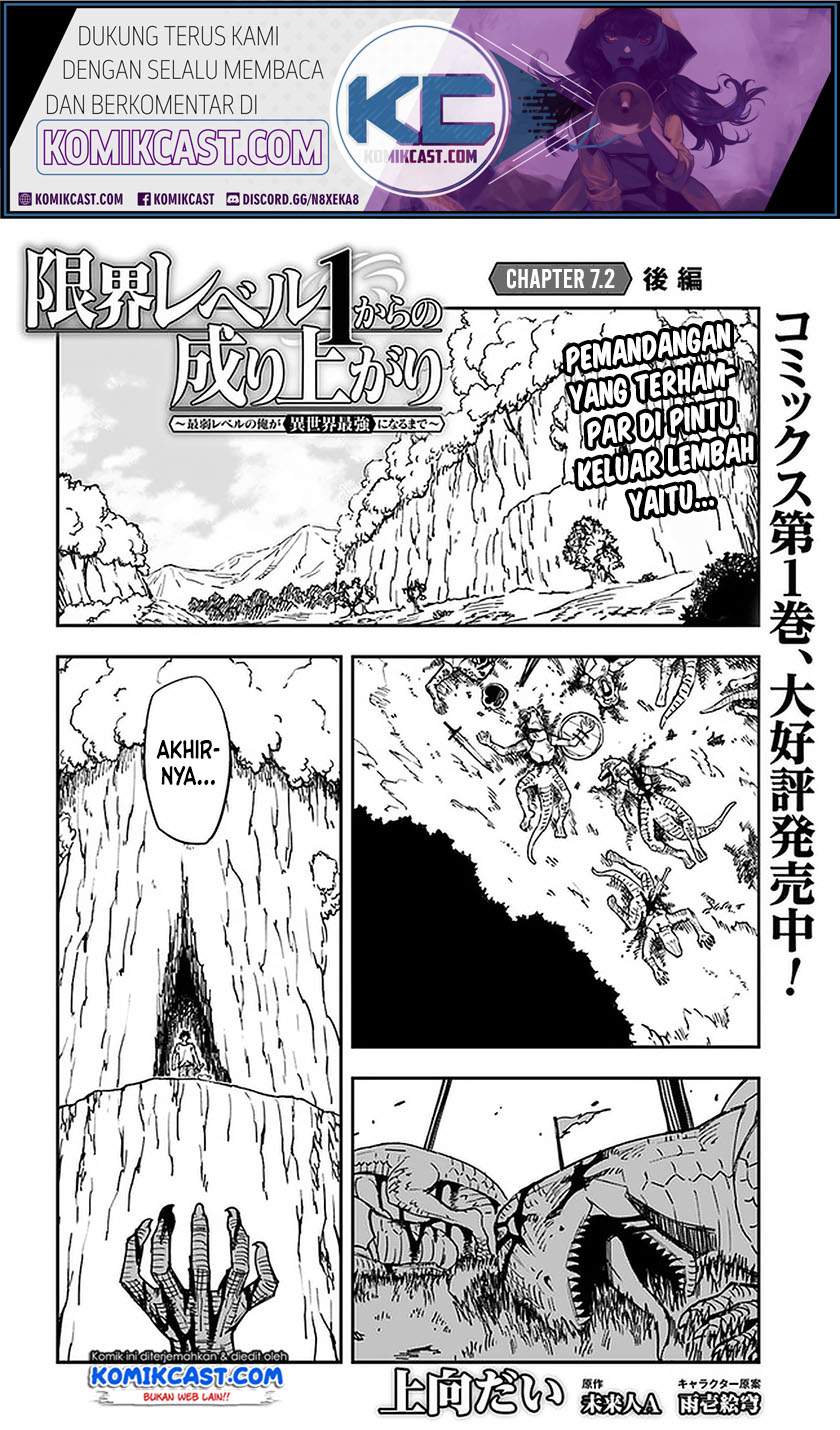 DUKUNG TERUS KAMI
DENGAN SELALU MEMBACA
DAN BERKOMENTAR DI
KOMIKCAST.COM
KC
KOMIKCAST.COM
KOMIKCAST.COM KOMIKCAST DISCORD.GG/N8XEKA8
限界レベル1からの
成り上がり
～最弱レベルの俺が異世界最強になるまで～
CHAPTER 7.2 後編
PEMANDANGAN
YANG TERHAM-
PAR DI PINTU
KELUAR LEMBAH
YAITU...
コミックス第1巻、大好評発売中！
AKHIR-
NYA...
Komik ini diterjemahkan & diedit oleh
KOMIKCAST.COM
BUKAN WEB LAIN!!
上向だい
原作
未来人A
キャラクター原案
雨壱絵穹